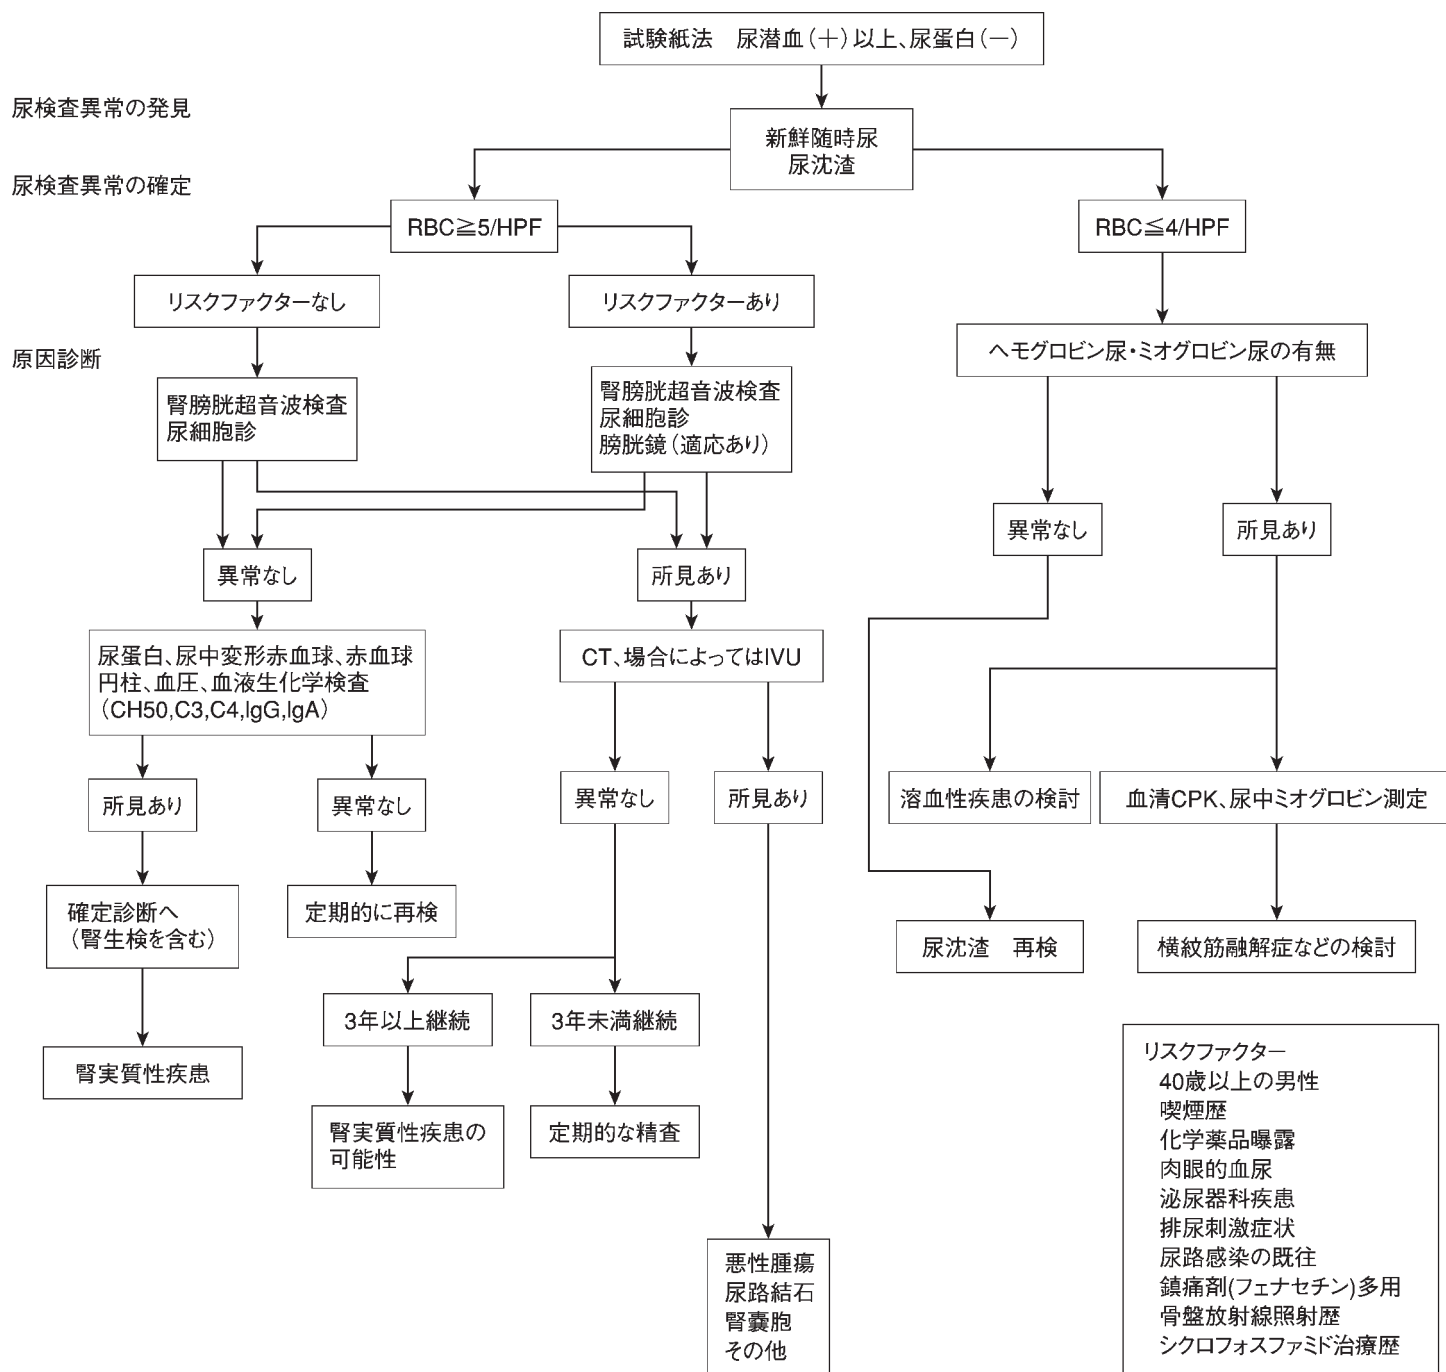 試験紙法　尿潜血（＋）以上、尿蛋白（－）
尿検査異常の発見
新鮮随時尿
尿沈渣
尿検査異常の確定
RBC≧5/HPF
RBC≦4/HPF
リスクファクターなし
リスクファクターあり
ヘモグロビン尿・ミオグロビン尿の有無
原因診断
腎膀胱超音波検査
尿細胞診
腎膀胱超音波検査
尿細胞診
膀胱鏡（適応あり）
異常なし
所見あり
異常なし
所見あり
尿蛋白、尿中変形赤血球、赤血球
円柱、血圧、血液生化学検査
（CH50,C3,C4,IgG,IgA）
CT、場合によってはIVU
所見あり
異常なし
異常なし
所見あり
溶血性疾患の検討
血清CPK、尿中ミオグロビン測定
確定診断へ
（腎生検を含む）
定期的に再検
尿沈渣　再検
横紋筋融解症などの検討
3年以上継続
3年未満継続
腎実質性疾患
腎実質性疾患の
可能性
定期的な精査
悪性腫瘍
尿路結石
腎嚢胞
その他
リスクファクター
40歳以上の男性
喫煙歴
化学薬品曝露
肉眼的血尿
泌尿器科疾患
排尿刺激症状
尿路感染の既往
鎮痛剤(フェナセチン)多用
骨盤放射線照射歴
シクロフォスファミド治療歴